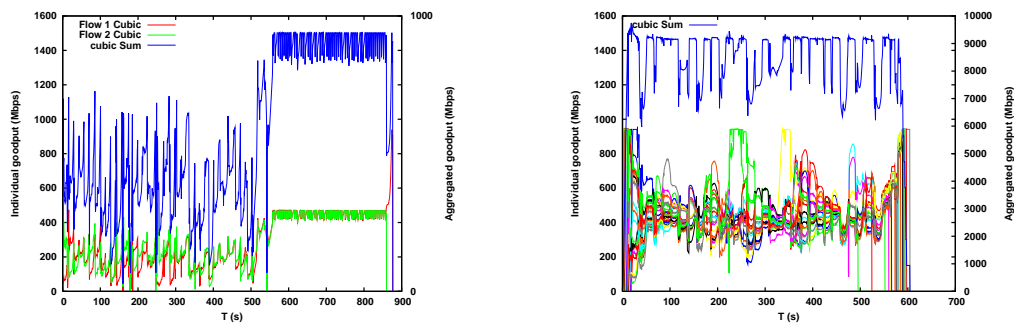 Flow 1 Cubic
Flow 2 Cubic
cubic Sum
1600
1400
1200
1000
800
600
400
200
0
0 100 200 300 400 500 600 700 800 900
T (s)
Individual goodput (Mbps)
1000
0
Aggregated goodput (Mbps)
cubic Sum
1600
1400
1200
1000
800
600
400
200
0
0 100 200 300 400 500 600 700
T (s)
Individual goodput (Mbps)
10000
9000
8000
7000
6000
5000
4000
3000
2000
1000
0
Aggregated goodput (Mbps)